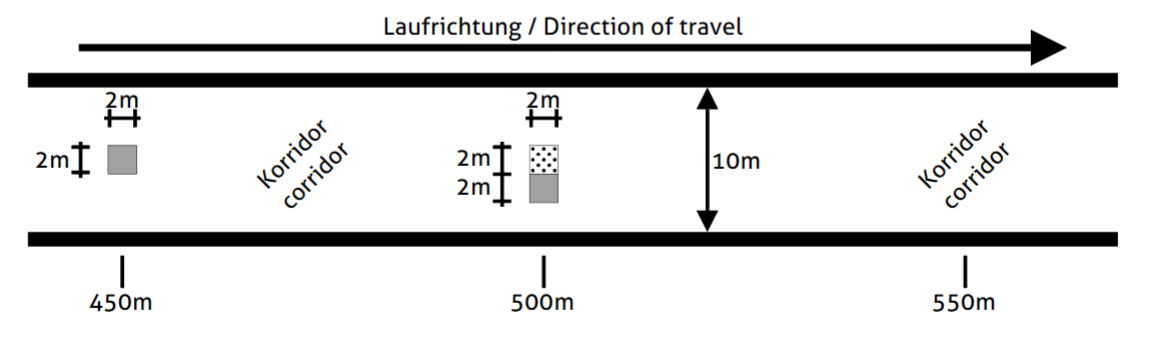 Laufrichtung / Direction of travel
2m
2m
2m
Korridor
corridor
2m
2m
10m
Korridor
corridor
450m
500m
550m